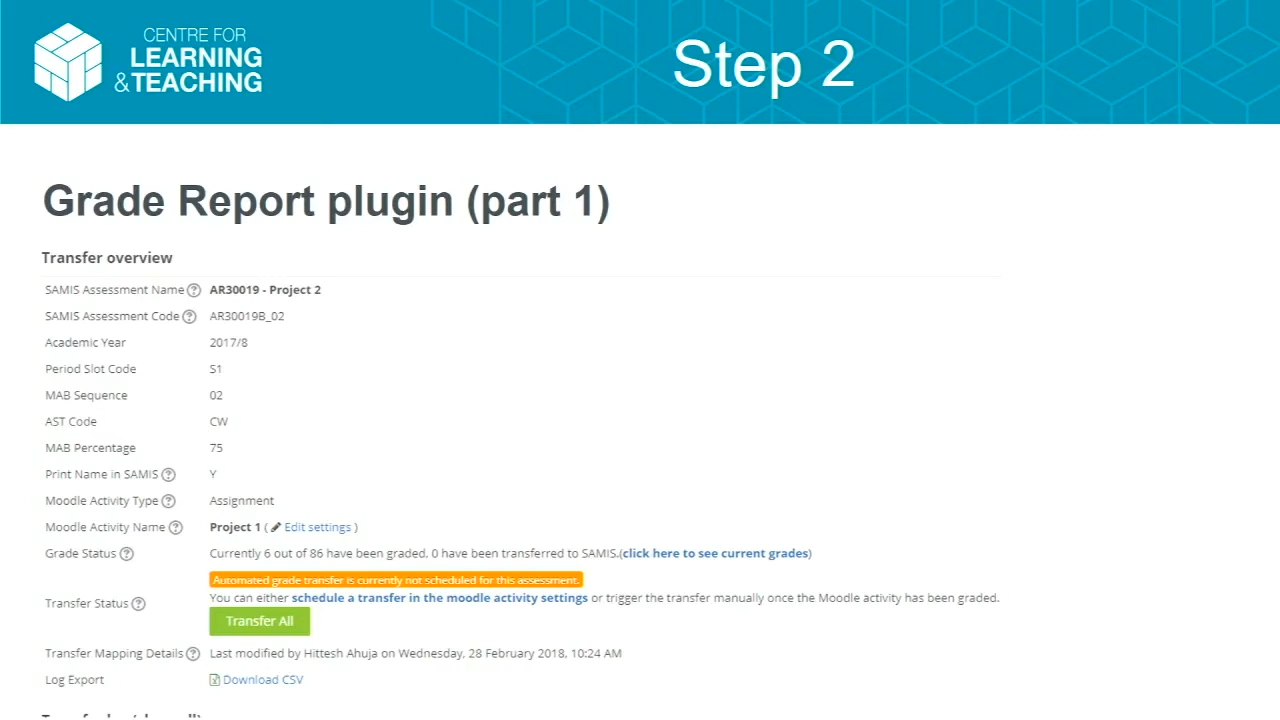 CENTRE FOR
LEARNING
&TEACHING
Step 2
Grade Report plugin (part 1)
Transfer overview
SAMIS Assessment Name AR30019 - Project 2
SAMIS Assessment Code AR30019B_02
Academic Year 2017/8
Period Slot Code S1
MAB Sequence 02
AST Code CW
MAB Percentage 75
Print Name in SAMIS Y
Moodle Activity Type Assignment
Moodle Activity Name Project 1 ( Edit settings )
Grade Status Currently 6 out of 86 have been graded, 0 have been transferred to SAMIS.(click here to see current grades)
Automated grade transfer is currently not scheduled for this assessment.
You can either schedule a transfer in the moodle activity settings or trigger the transfer manually once the Moodle activity has been graded.
Transfer Status
Transfer All
Transfer Mapping Details Last modified by Hittesh Ahuja on Wednesday, 28 February 2018, 10:24 AM
Log Export Download CSV